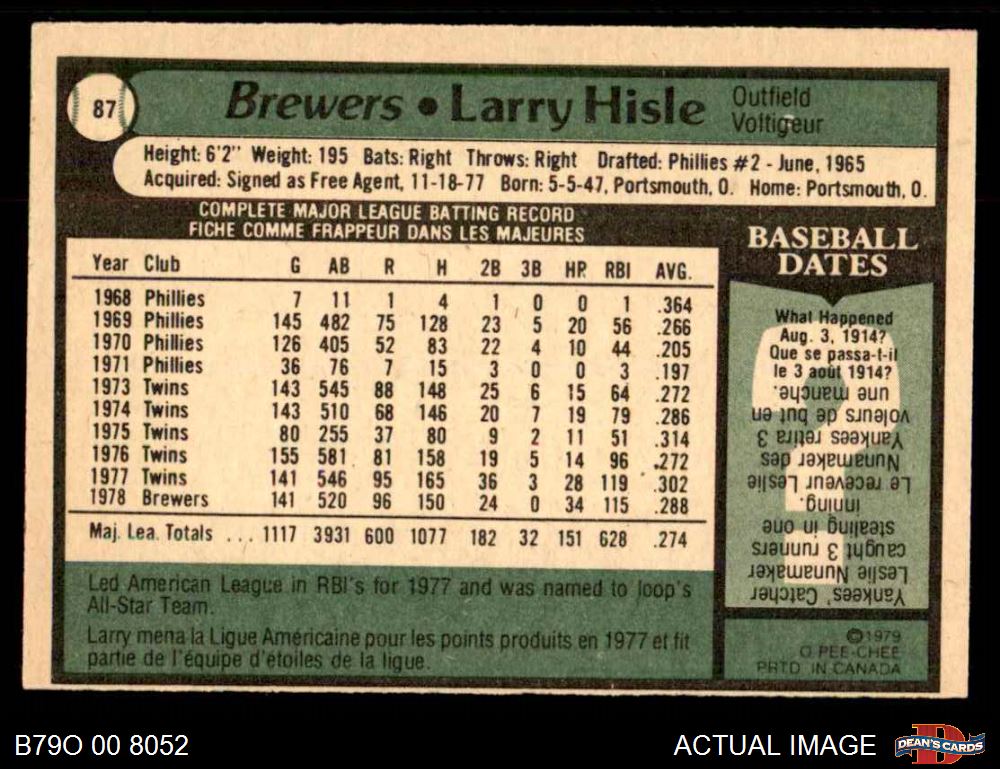 87
Brewers • Larry Hisle
Outfield
Voltigeur
Height: 6'2" Weight: 195 Bats: Right Throws: Right Drafted: Phillies #2 - June, 1965
Acquired: Signed as Free Agent, 11-18-77 Born: 5-5-47, Portsmouth, O. Home: Portsmouth, O.
COMPLETE MAJOR LEAGUE BATTING RECORD
FICHE COMME FRAPPEUR DANS LES MAJEURES
Year Club G AB R H 2B 3B HR RBI AVG.
1968 Phillies 7 11 1 4 1 0 0 1 .364
1969 Phillies 145 482 75 128 23 5 20 56 .266
1970 Phillies 126 405 52 83 22 4 10 44 .205
1971 Phillies 36 76 7 15 3 0 0 3 .197
1973 Twins 143 545 88 148 25 6 15 64 .272
1974 Twins 143 510 68 146 20 7 19 79 .286
1975 Twins 80 255 37 80 9 2 11 51 .314
1976 Twins 155 581 81 158 19 5 14 96 .272
1977 Twins 141 546 95 165 36 3 28 119 .302
1978 Brewers 141 520 96 150 24 0 34 115 .288
Maj. Lea. Totals ... 1117 3931 600 1077 182 32 151 628 .274
Led American League in RBI's for 1977 and was named to loop's
All-Star Team.
Larry mena la Ligue Américaine pour les points produits en 1977 et fit
partie de l'équipe d'étoiles de la ligue.
BASEBALL
DATES
What Happened
Aug. 3, 1914?
Que se passa-t-il
le 3 août 1914?
Yankees' Catcher
Leslie Nunamaker
caught 3 runners
stealing in one
inning.
Le receveur Leslie
Nunamaker des
Yankees retira 3
voleurs de but en
une manche.
©1979
O PEE-CHEE
PRTD IN CANADA
B79O 00 8052
ACTUAL IMAGE
D
DEAN'S CARDS